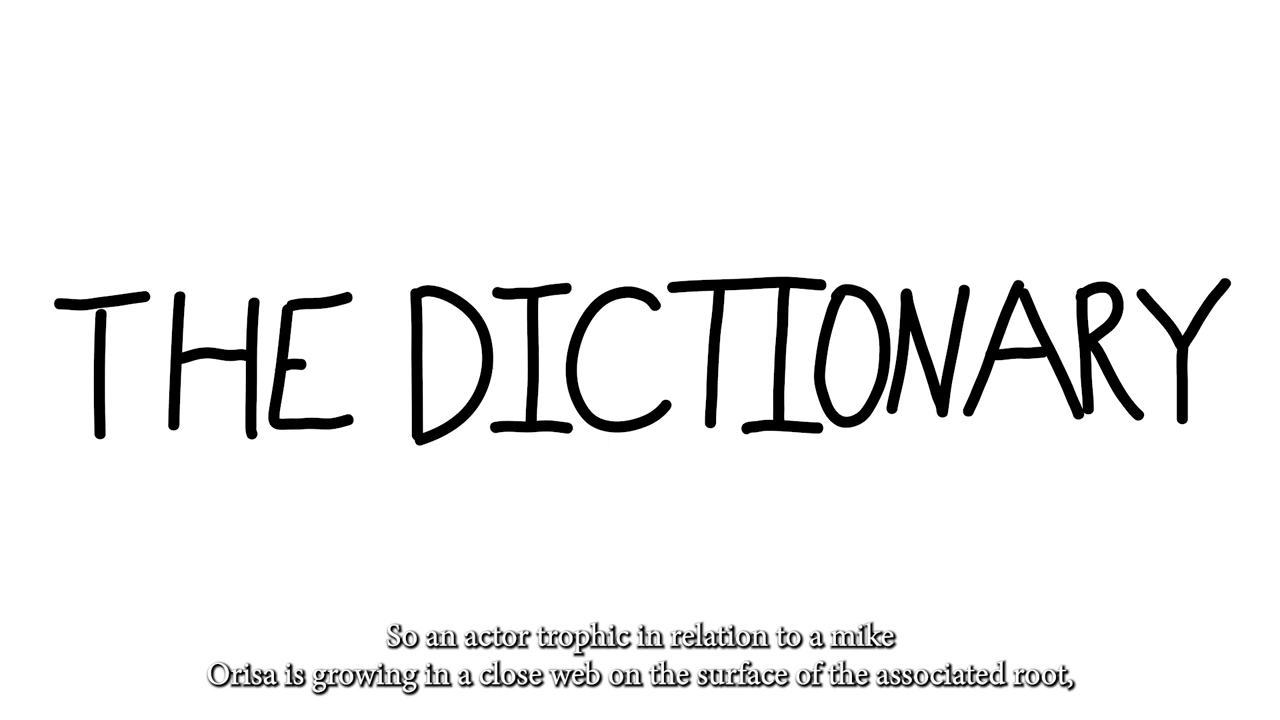 THE DICTIONARY
So an actor trophic in relation to a mike
Orisa is growing in a close web on the surface of the associated root,